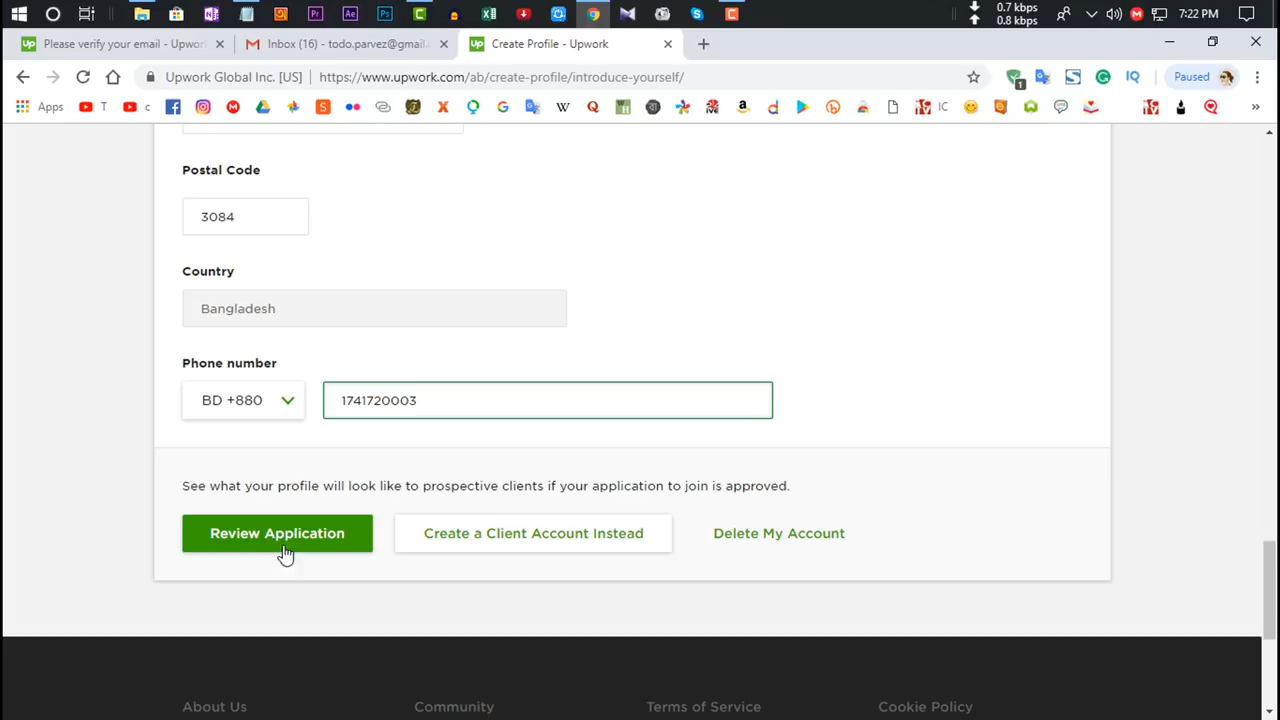 0.7 kbps
0.8 kbps
7:22 PM
Please verify your email - Upwor
Inbox (16) - todo.parvez@gmail.
Create Profile - Upwork
Upwork Global Inc. [US]
https://www.upwork.com/ab/create-profile/introduce-yourself/
Paused
Apps
T
c
IC
Postal Code
3084
Country
Bangladesh
Phone number
BD +880
1741720003
See what your profile will look like to prospective clients if your application to join is approved.
Review Application
Create a Client Account Instead
Delete My Account
About Us
Community
Terms of Service
Cookie Policy